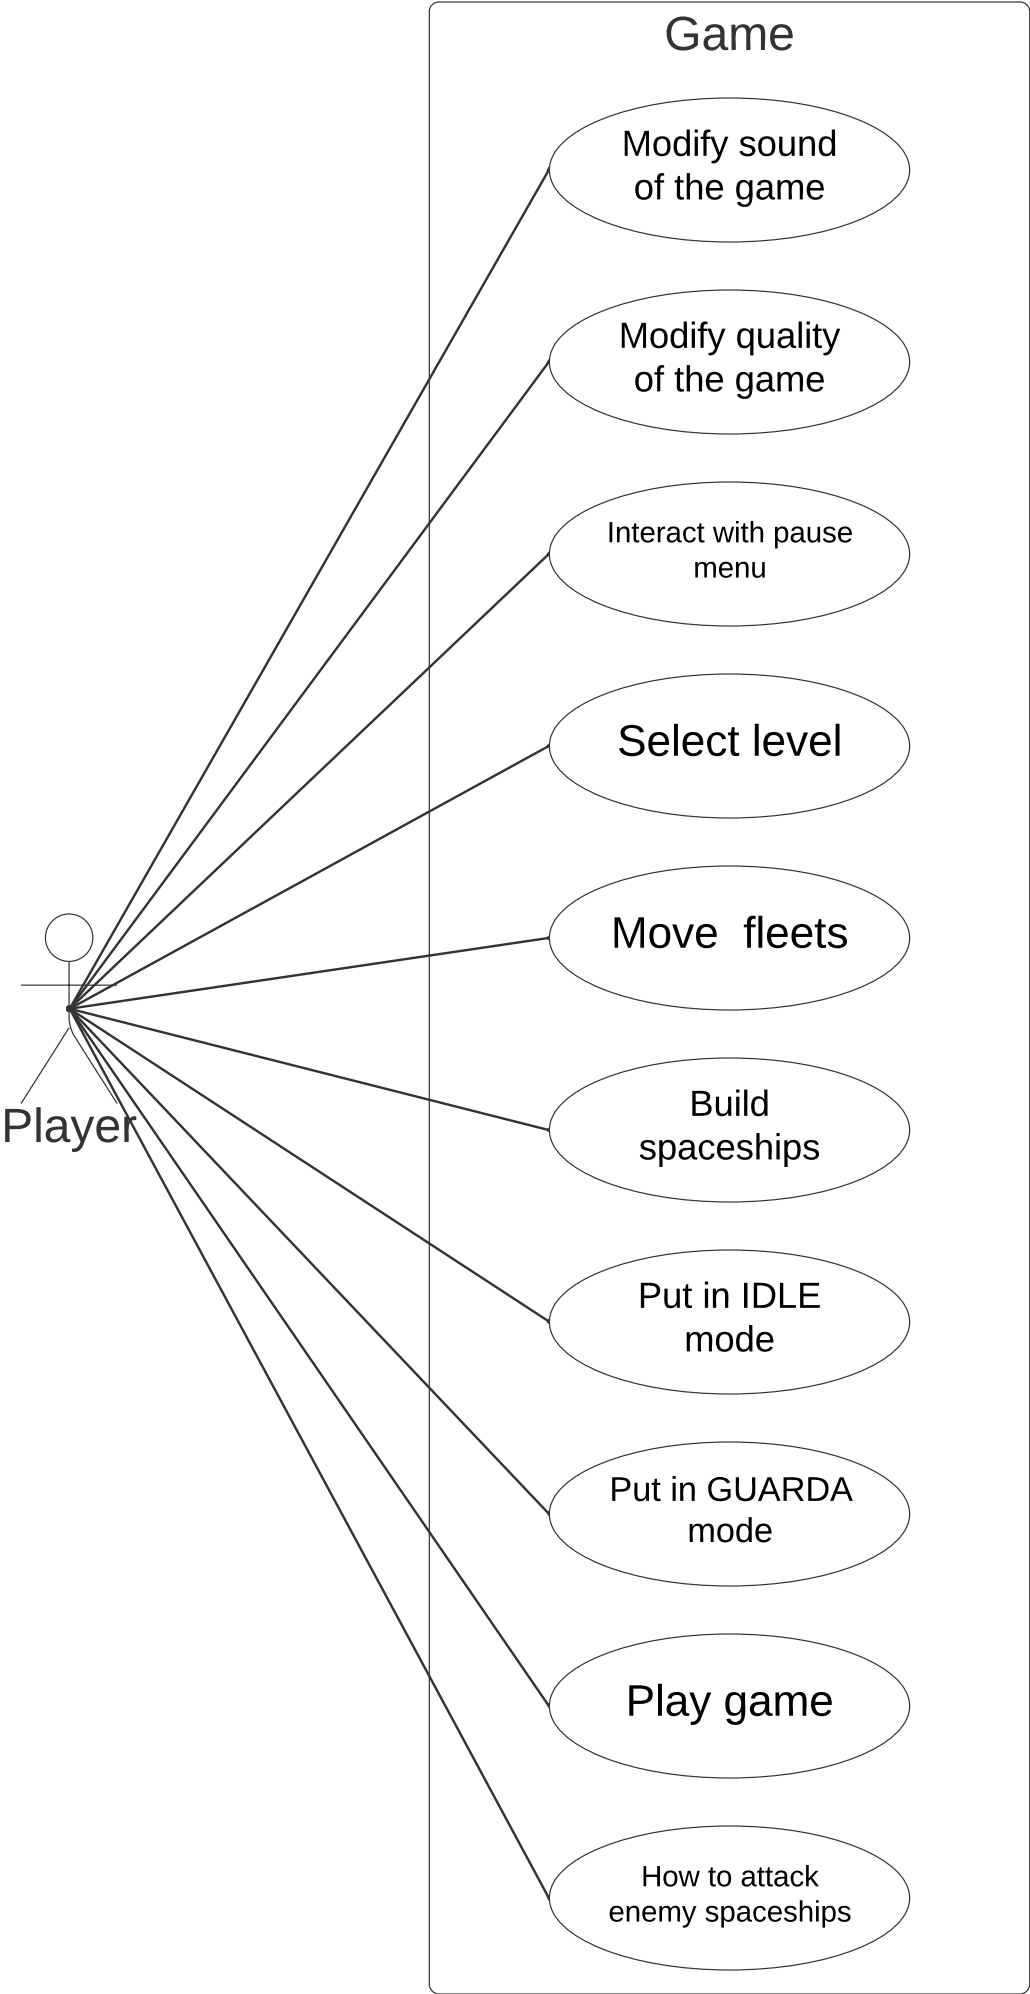 Game
Modify sound
of the game
Modify quality
of the game
Interact with pause
menu
Select level
Move  fleets
Player
Build
spaceships
Put in IDLE
mode
Put in GUARDA
mode
Play game
How to attack
enemy spaceships